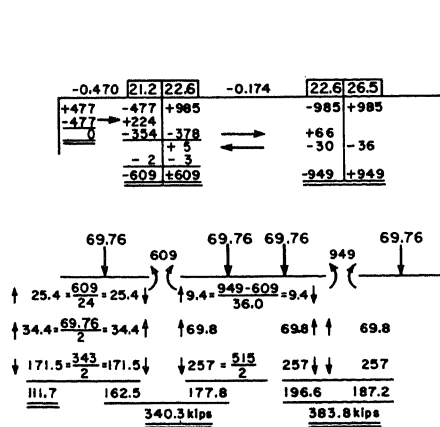 -0.470 21.2 22.6 -0.174 22.6 26.5
+477 -477 +985 -985 +985
-477 +224
0 -354 -378 +66
+ 5 -30 -36
- 2 - 3
-609 ±609 -949 +949
69.76 609 69.76 69.76 949 69.76
25.4 = 609/24 = 25.4 9.4 = 949-609/36.0 = 9.4
34.4 = 69.76/2 = 34.4 69.8 69.8 69.8
171.5 = 343/2 = 171.5 257 = 515/2 257 257
111.7 162.5 177.8 196.6 187.2
340.3 kips 383.8 kips